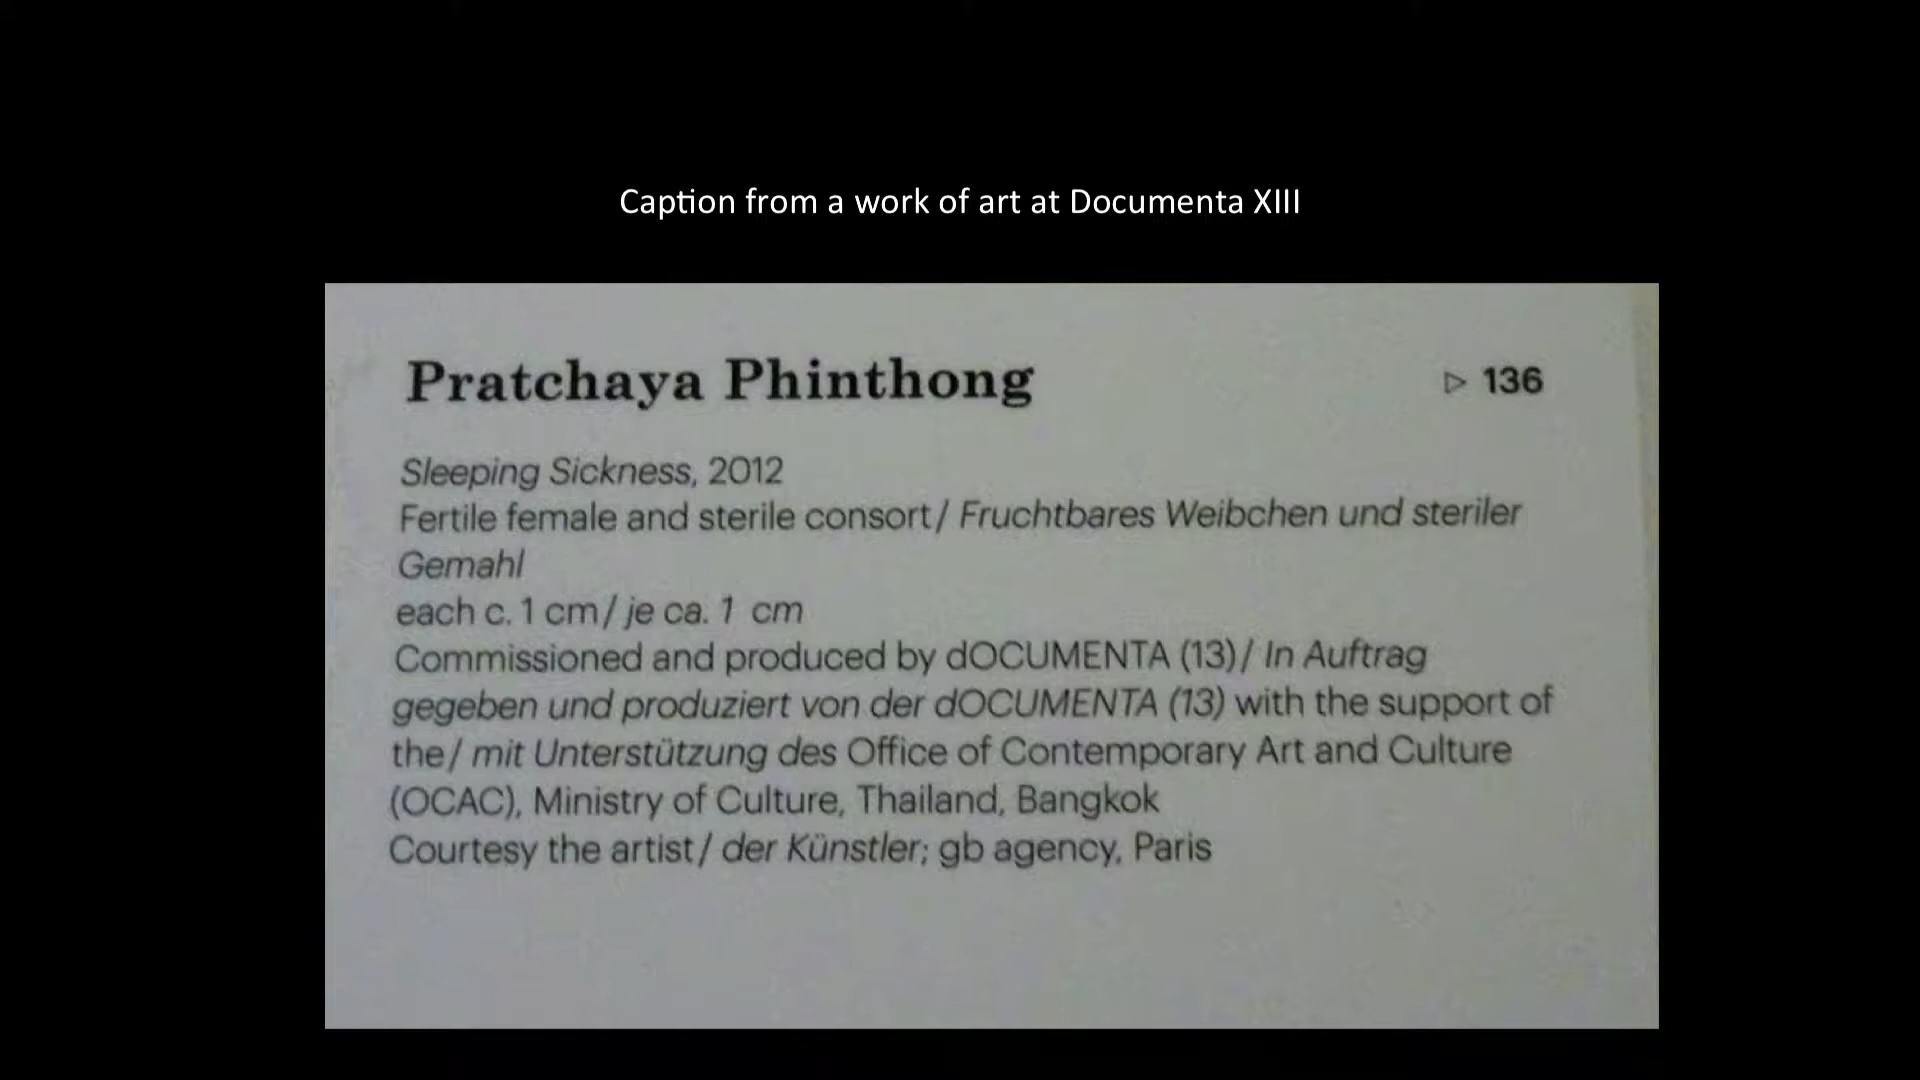 Caption from a work of art at Documenta XIII
Pratchaya Phinthong ▷ 136
Sleeping Sickness, 2012
Fertile female and sterile consort / Fruchtbares Weibchen und steriler
Gemahl
each c. 1 cm / je ca. 1 cm
Commissioned and produced by dOCUMENTA (13) / In Auftrag
gegeben und produziert von der dOCUMENTA (13) with the support of
the / mit Unterstützung des Office of Contemporary Art and Culture
(OCAC), Ministry of Culture, Thailand, Bangkok
Courtesy the artist / der Künstler; gb agency, Paris